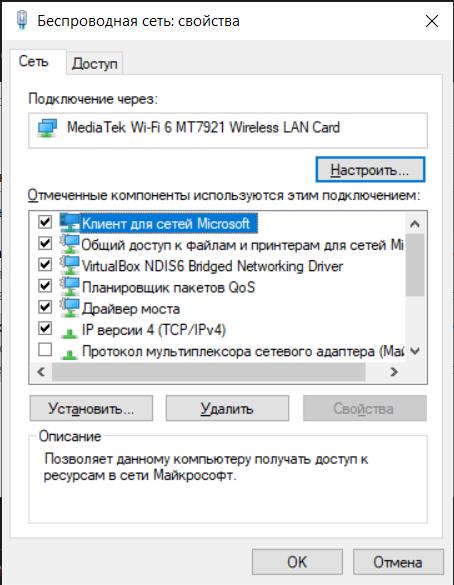 Беспроводная сеть: свойства
Сеть
Доступ
Подключение через:
MediaTek Wi-Fi 6 MT7921 Wireless LAN Card
Настроить...
Отмеченные компоненты используются этим подключением:
Клиент для сетей Microsoft
Общий доступ к файлам и принтерам для сетей Mi
VirtualBox NDIS6 Bridged Networking Driver
Планировщик пакетов QoS
Драйвер моста
IP версии 4 (TCP/IPv4)
Протокол мультиплексора сетевого адаптера (Май
Установить...
Удалить
Свойства
Описание
Позволяет данному компьютеру получать доступ к
ресурсам в сети Майкрософт.
OK
Отмена